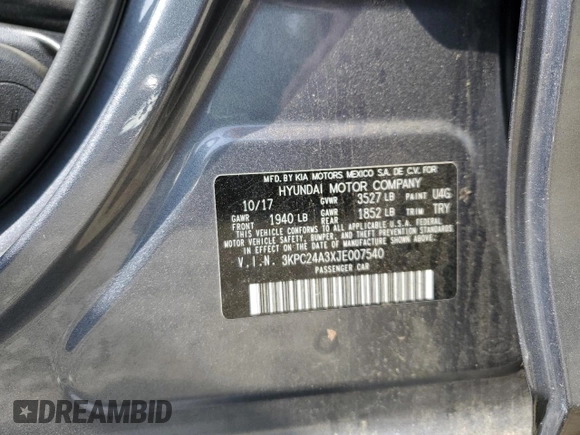 MFD. BY KIA MOTORS MEXICO S.A. DE C.V. FOR
HYUNDAI MOTOR COMPANY
10/17 GVWR 3527 LB PAINT U4G
GAWR FRONT 1940 LB GAWR REAR 1852 LB TRIM TRY
THIS VEHICLE CONFORMS TO ALL APPLICABLE U.S. FEDERAL
MOTOR VEHICLE SAFETY, BUMPER, AND THEFT PREVENTION STANDARDS
IN EFFECT ON THE DATE OF MANUFACTURE SHOWN ABOVE.
V.I.N. 3KPC24A3XJE007540
PASSENGER CAR
DREAMBID